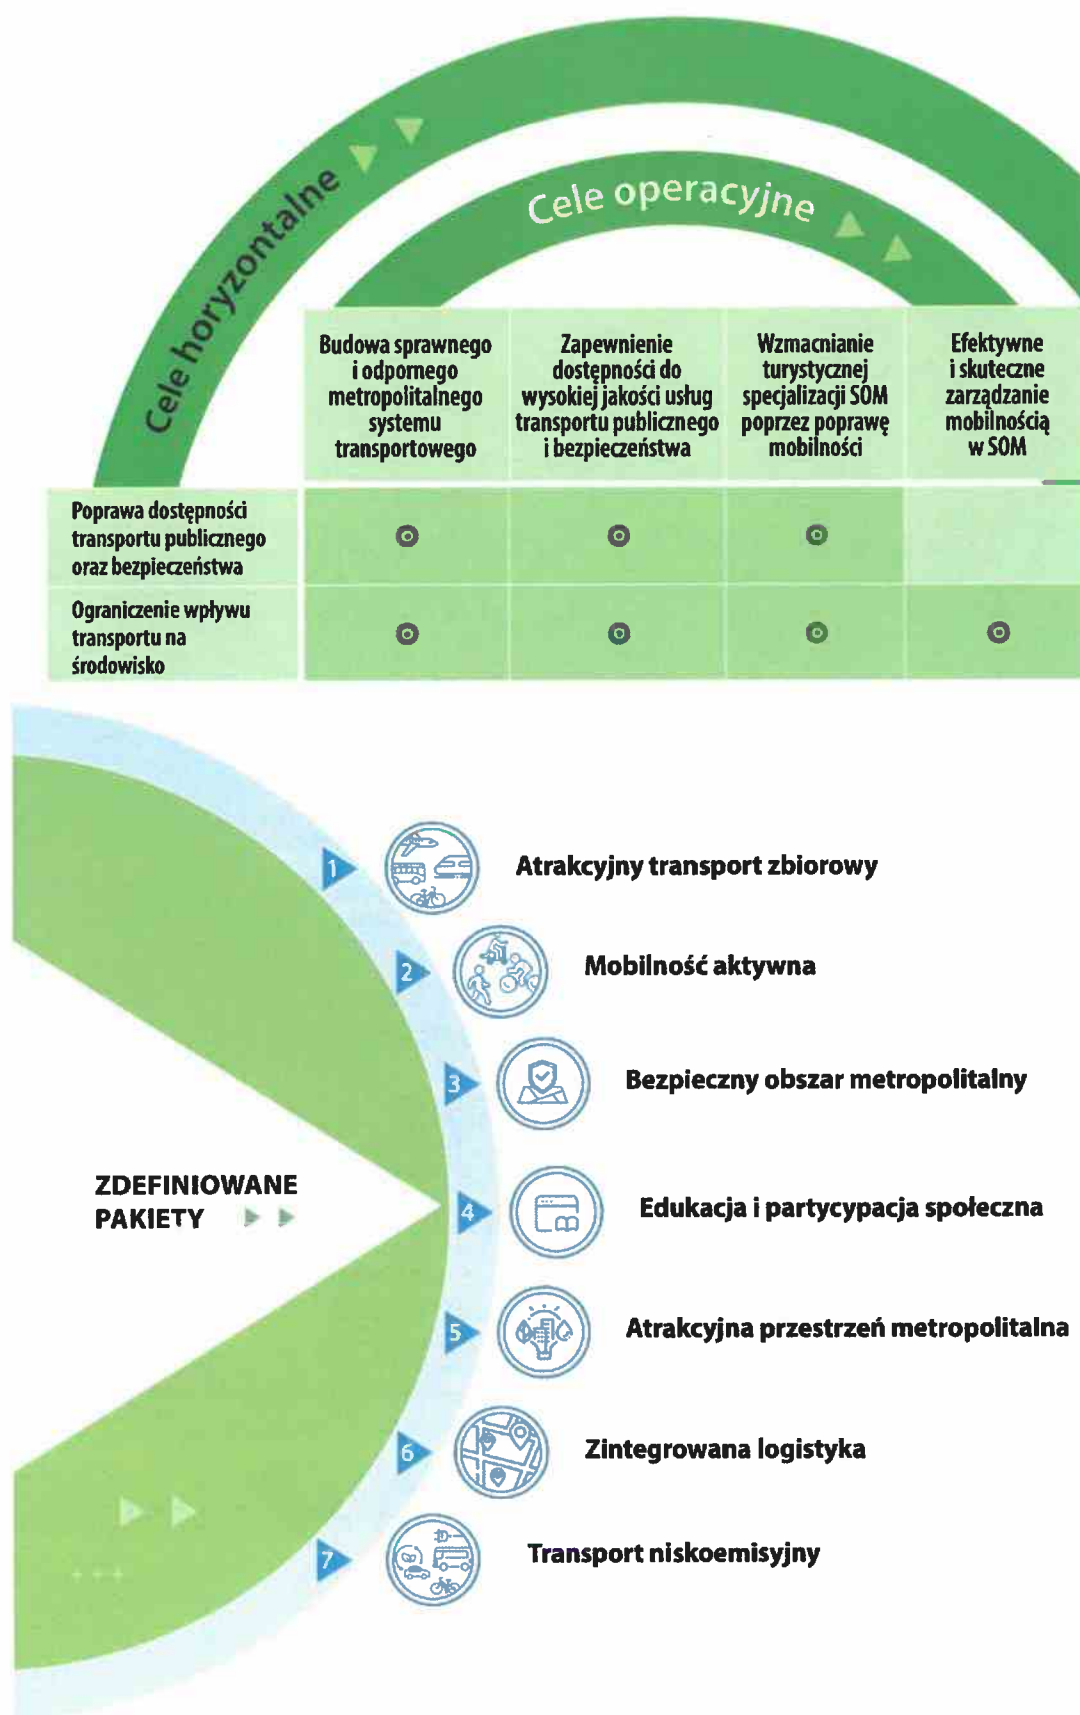 Cele horyzontalne
Cele operacyjne
Budowa sprawnego
i odpornego
metropolitalnego
systemu
transportowego
Zapewnienie
dostępności do
wysokiej jakości usług
transportu publicznego
i bezpieczeństwa
Wzmacnianie
turystycznej
specjalizacji SOM
poprzez poprawę
mobilności
Efektywne
i skuteczne
zarządzanie
mobilnością
w SOM
Poprawa dostępności
transportu publicznego
oraz bezpieczeństwa
Ograniczenie wpływu
transportu na
środowisko
ZDEFINIOWANE
PAKIETY
1 Atrakcyjny transport zbiorowy
2 Mobilność aktywna
3 Bezpieczny obszar metropolitalny
4 Edukacja i partycypacja społeczna
5 Atrakcyjna przestrzeń metropolitalna
6 Zintegrowana logistyka
7 Transport niskoemisyjny